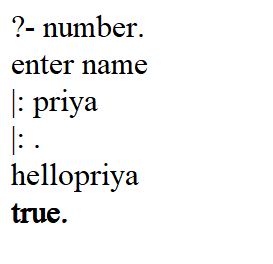 ?- number.
enter name
|: priya
|: .
hellopriya
true.